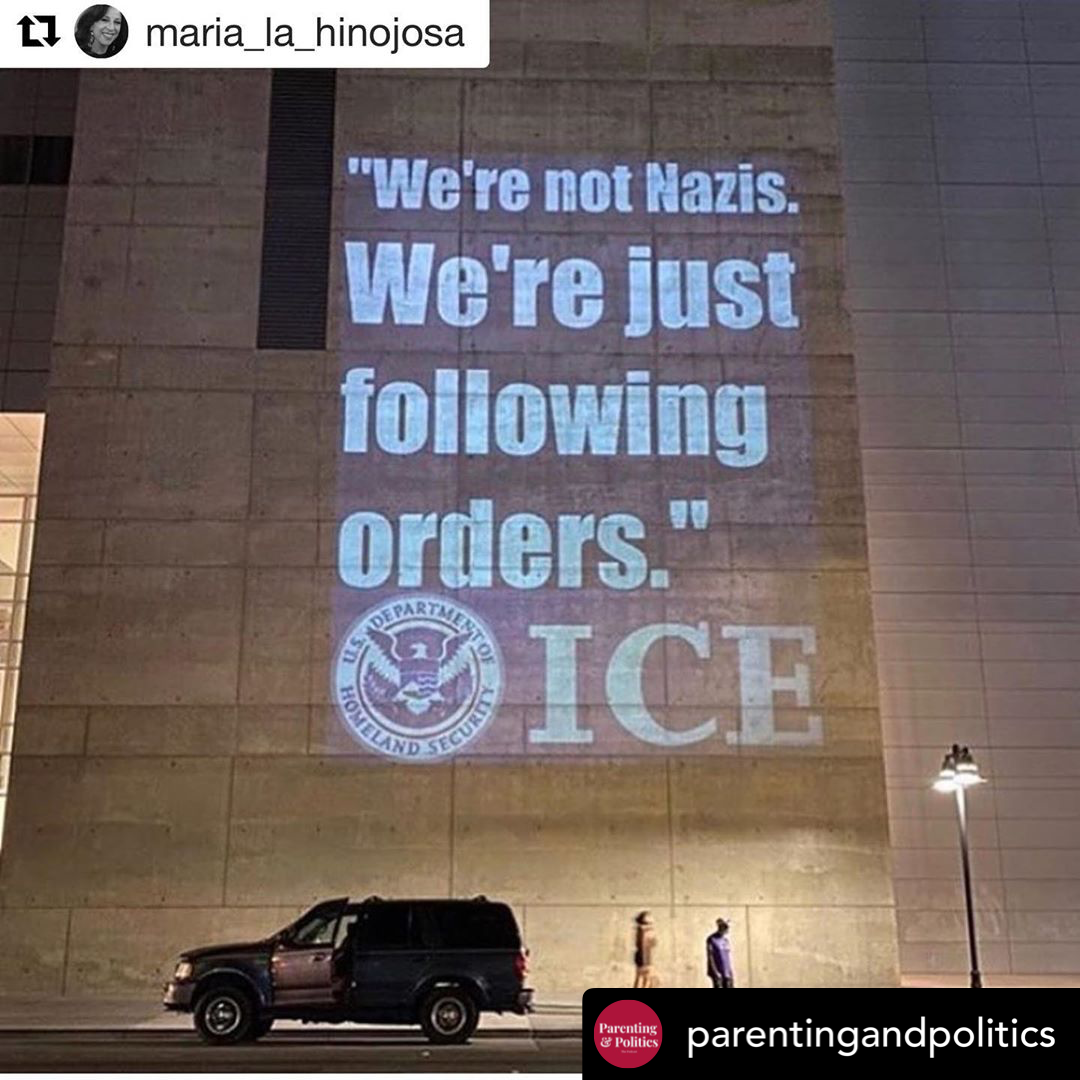 maria_la_hinojosa
"We're not Nazis.
We're just
following
orders."
U.S. DEPARTMENT OF
HOMELAND SECURITY
ICE
Parenting
& Politics
parentingandpolitics